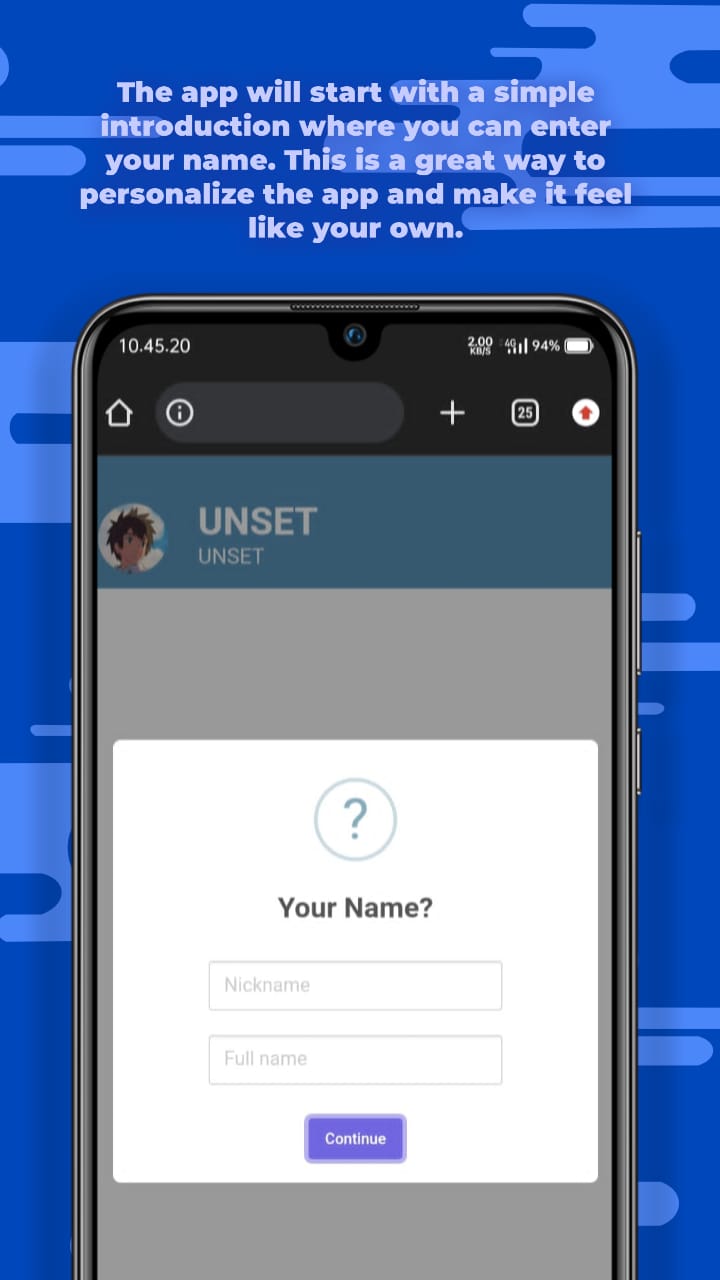 The app will start with a simple
introduction where you can enter
your name. This is a great way to
personalize the app and make it feel
like your own.
10.45.20
2.00
KB/S
4G
94%
25
UNSET
UNSET
?
Your Name?
Nickname
Full name
Continue